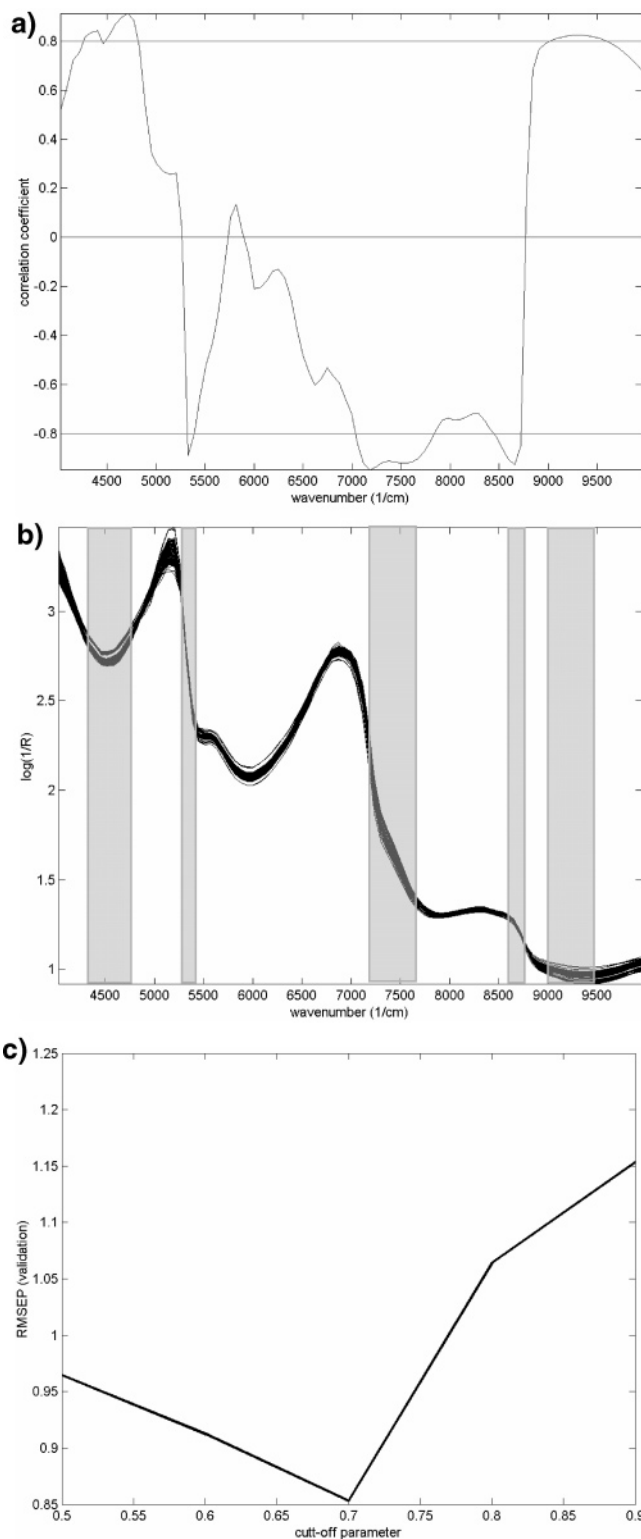 a)
0.8
0.6
0.4
0.2
0
-0.2
-0.4
-0.6
-0.8
correlation coefficient
4500 5000 5500 6000 6500 7000 7500 8000 8500 9000 9500
wavenumber (1/cm)
b)
3
2.5
2
1.5
1
log(1/R)
4500 5000 5500 6000 6500 7000 7500 8000 8500 9000 9500
wavenumber (1/cm)
c)
1.25
1.2
1.15
1.1
1.05
1
0.95
0.9
0.85
RMSEP (validation)
0.5 0.55 0.6 0.65 0.7 0.75 0.8 0.85 0.9
cutt-off parameter